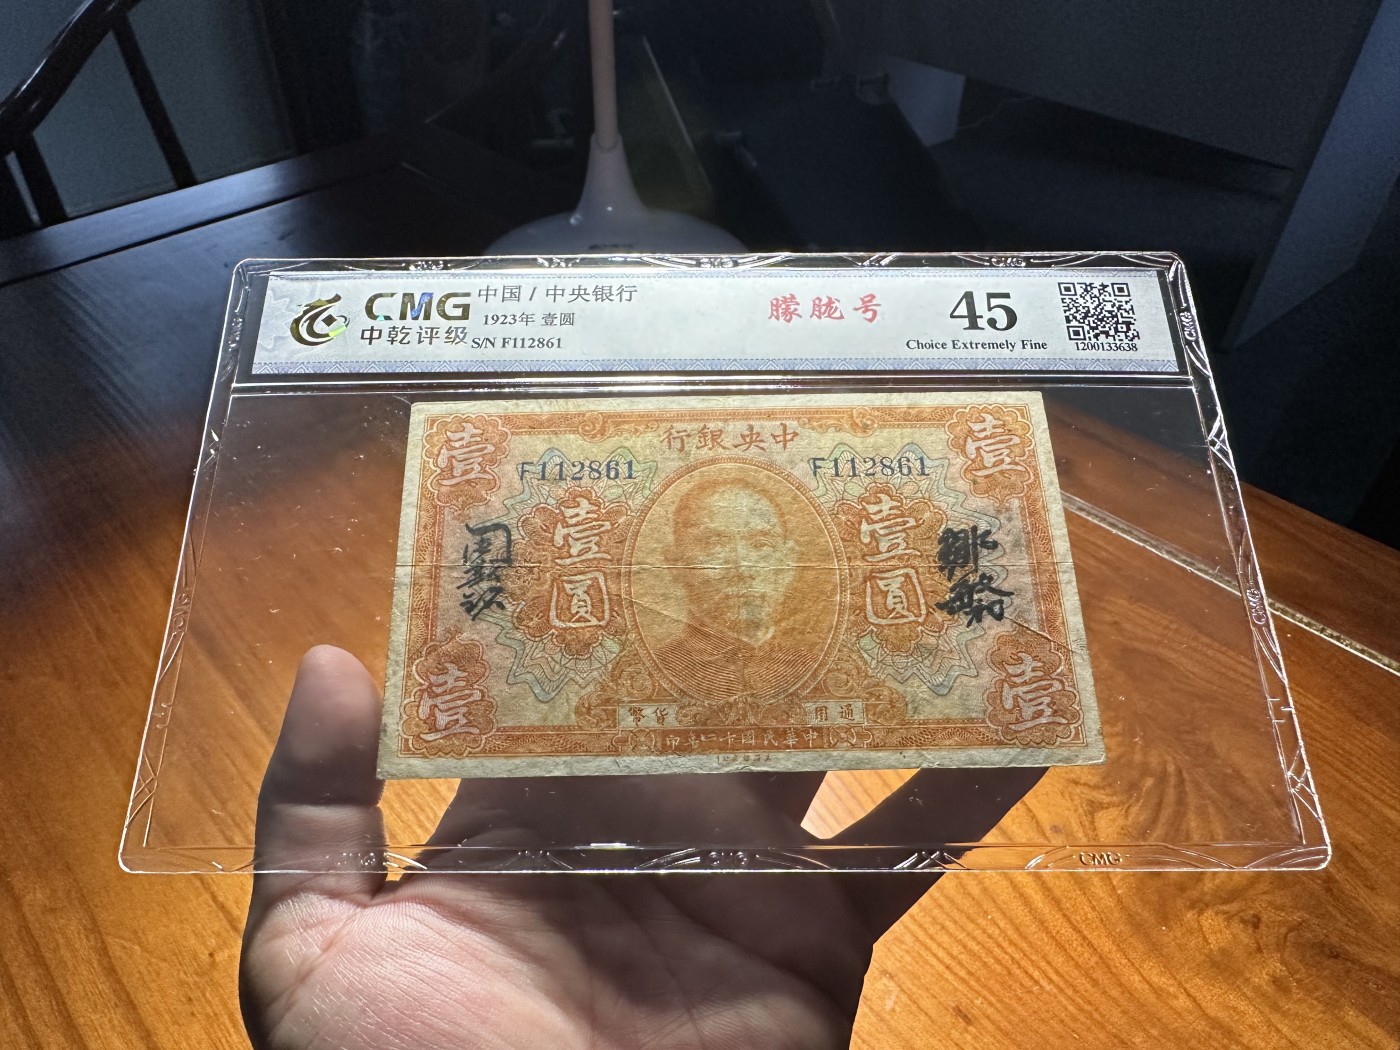 CMG
中乾评级
中国 / 中央银行
1923年 壹圆
S/N F112861
朦胧号
45
Choice Extremely Fine
1200133638
行銀央中
壹
壹
F112861
F112861
壹圓
壹圓
壹
壹
幣貨
用通
中華民國十二年印
CMG
CMG
CMG